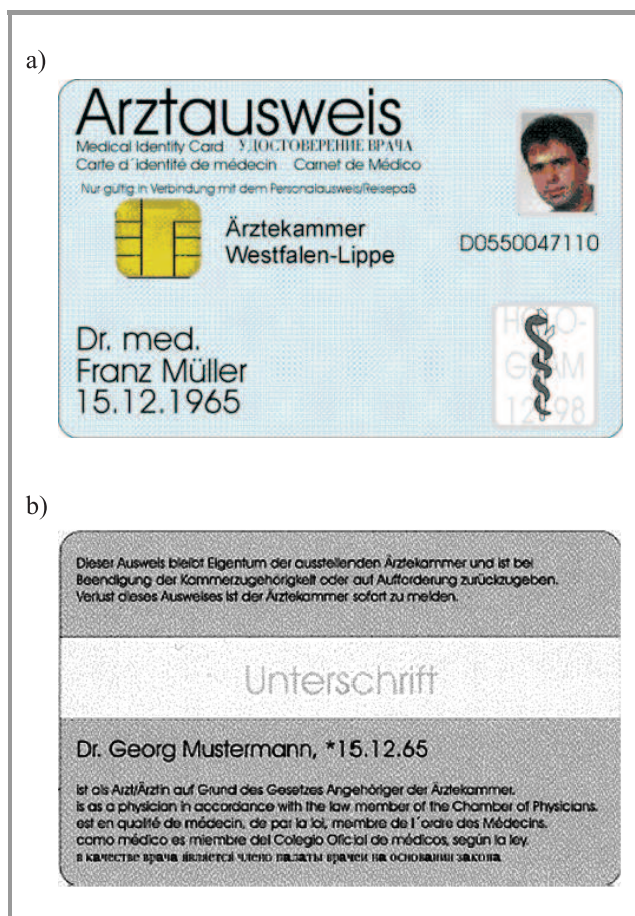 a)
Arztausweis
Medical Identity Card УДОСТОВЕРЕНИЕ ВРАЧА
Carte d´identité de médecin Carnet de Médico
Nur gültig in Verbindung mit dem Personalausweis/Reisepaß
Ärztekammer
Westfalen-Lippe
D0550047110
Dr. med.
Franz Müller
15.12.1965
HOLO-
GRAM
12 98
b)
Dieser Ausweis bleibt Eigentum der ausstellenden Ärztekammer und ist bei
Beendigung der Kammerzugehörigkeit oder auf Aufforderung zurückzugeben.
Verlust dieses Ausweises ist der Ärztekammer sofort zu melden.
Unterschrift
Dr. Georg Mustermann, *15.12.65
ist als Arzt/Ärztin auf Grund des Gesetzes Angehöriger der Ärztekammer.
is as a physician in accordance with the law member of the Chamber of Physicians.
est en qualité de médecin, de par la loi, membre de l´ordre des Médecins.
como médico es miembre del Colegio Oficial de médicos, según la ley.
в качестве врача является члено палаты врачеи на основании закона